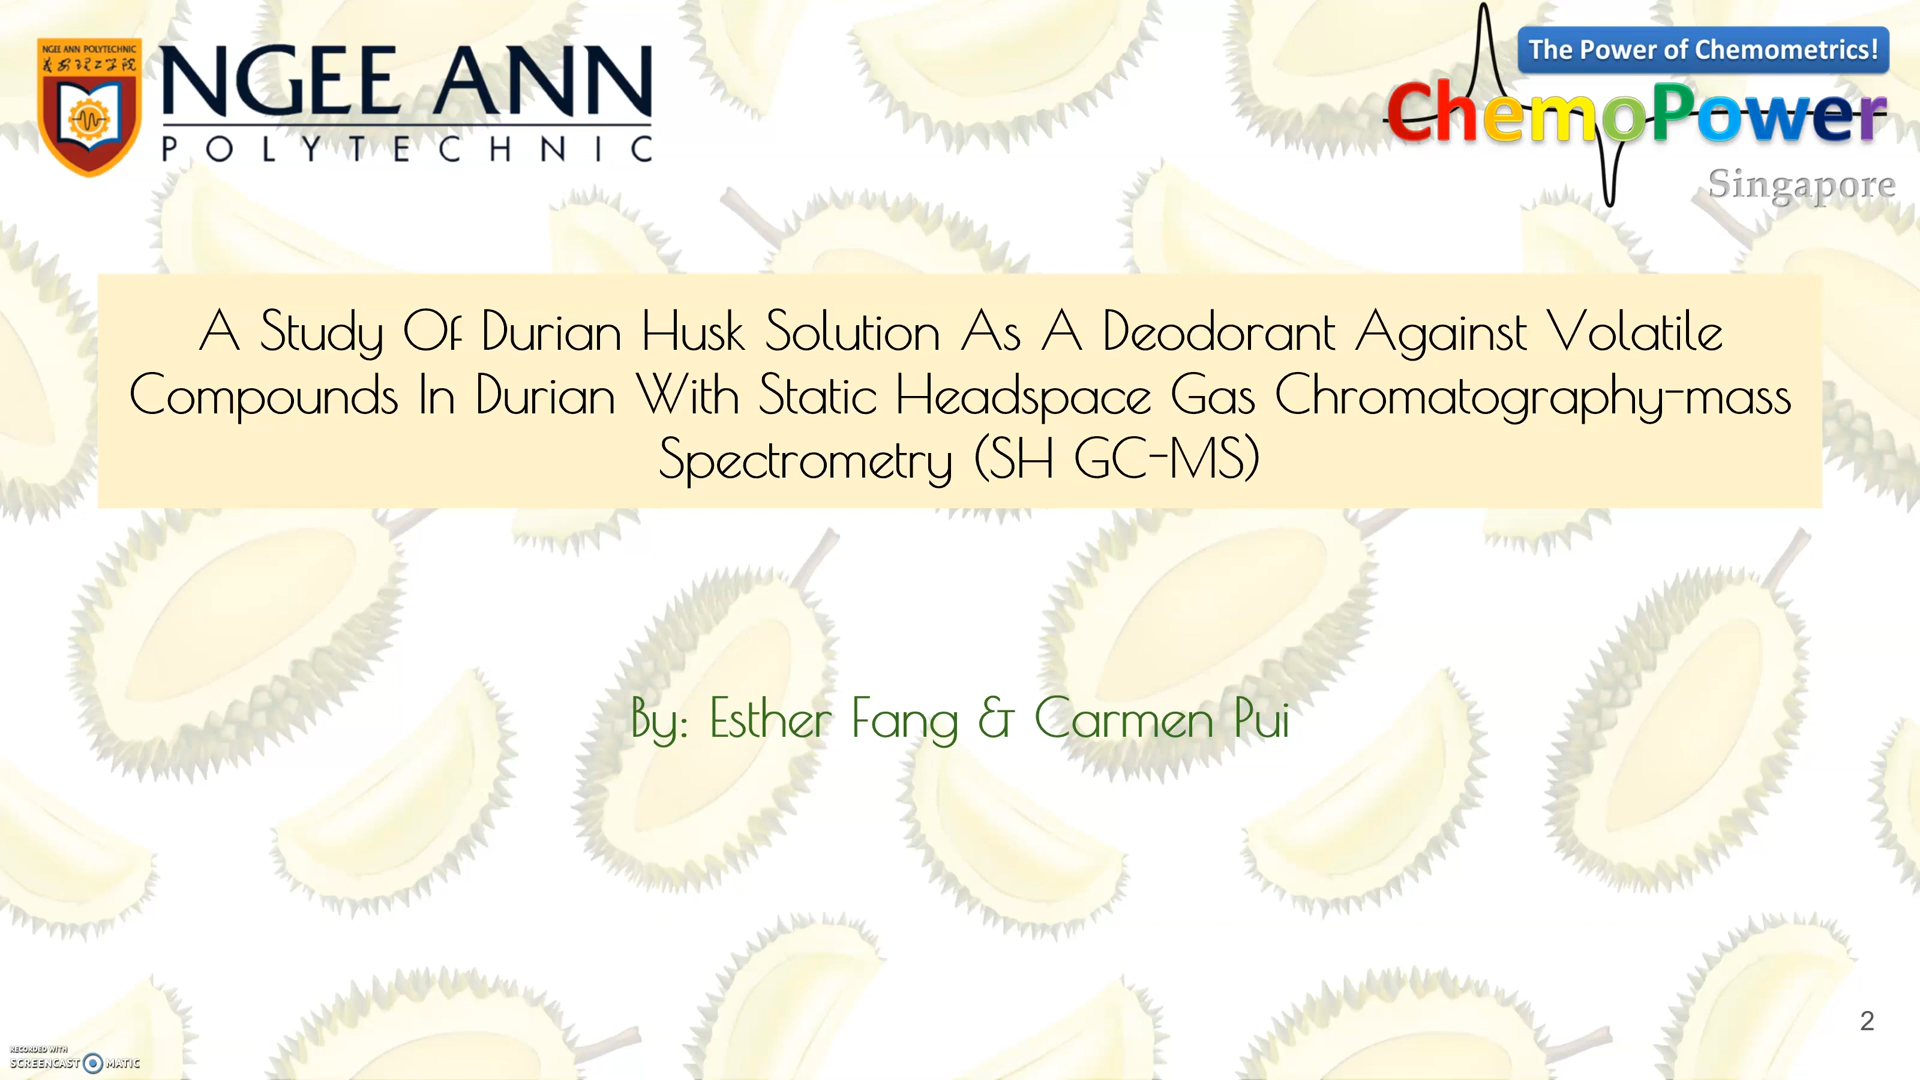 NGEE ANN POLYTECHNIC
NGEE ANN
POLYTECHNIC
The Power of Chemometrics!
ChemoPower
Singapore
A Study Of Durian Husk Solution As A Deodorant Against Volatile
Compounds In Durian With Static Headspace Gas Chromatography-mass
Spectrometry (SH GC-MS)
By: Esther Fang & Carmen Pui
2
RECORDED WITH
SCREENCAST MATIC